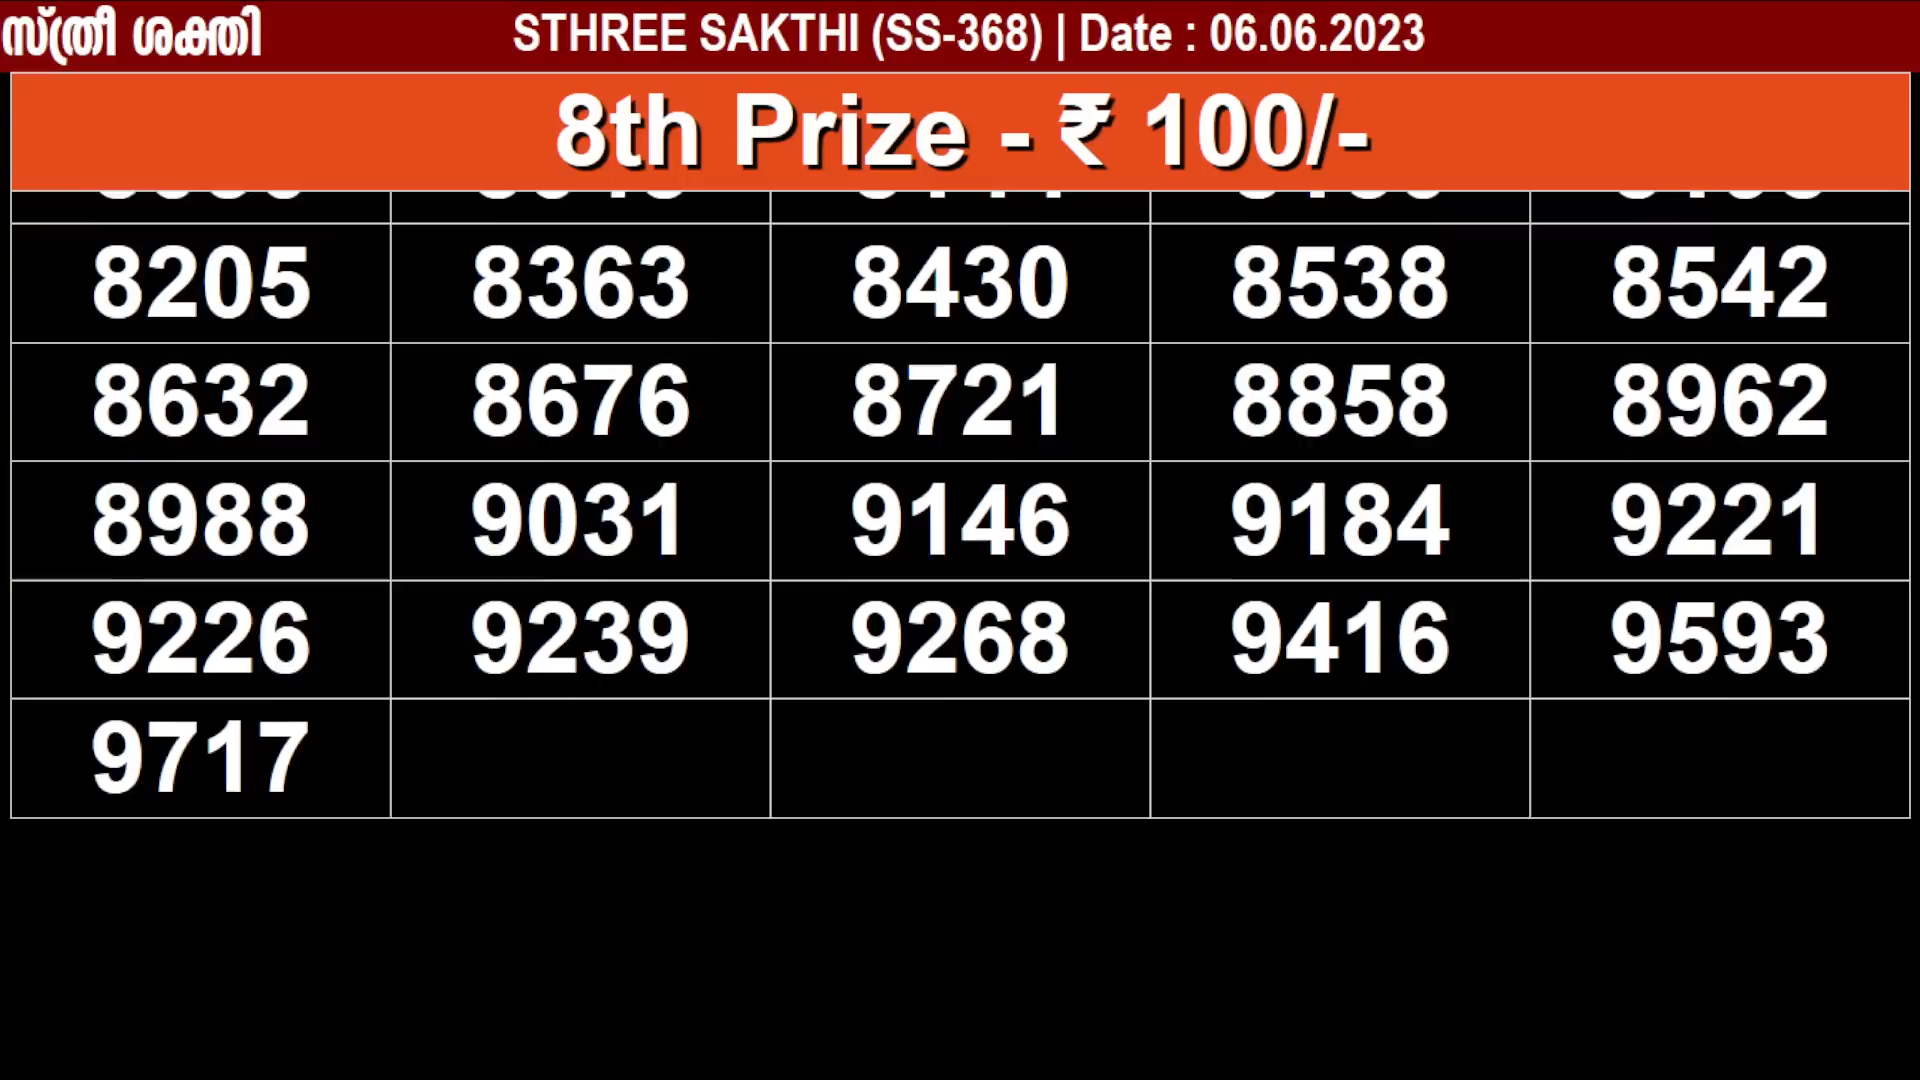 സ്ത്രീ ശക്തി STHREE SAKTHI (SS-368) | Date : 06.06.2023
8th Prize - ₹ 100/-
8205 8363 8430 8538 8542
8632 8676 8721 8858 8962
8988 9031 9146 9184 9221
9226 9239 9268 9416 9593
9717